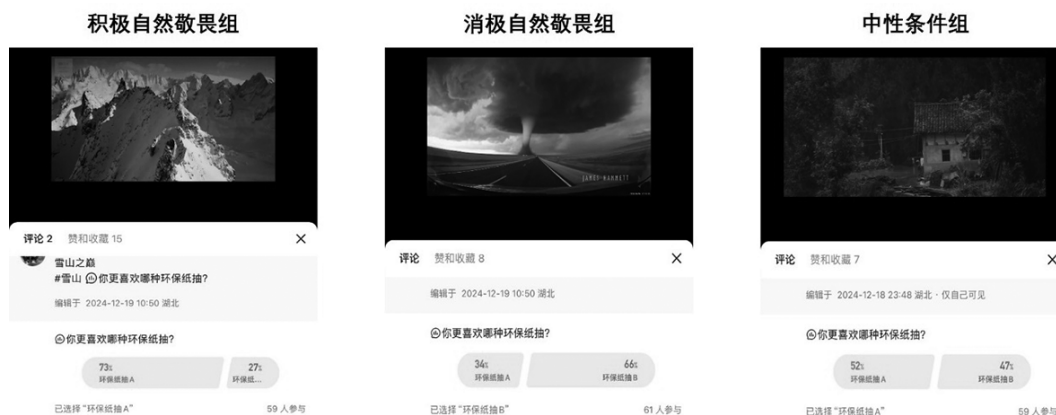 积极自然敬畏组
消极自然敬畏组
中性条件组
评论 2 赞和收藏 15
雪山之巅
#雪山 你更喜欢哪种环保纸抽?
编辑于 2024-12-19 10:50 湖北
你更喜欢哪种环保纸抽?
73%
27%
环保纸抽A
环保纸...
已选择“环保纸抽A”
59 人参与
JAMES HAMMETT
评论 赞和收藏 8
编辑于 2024-12-19 10:50 湖北
你更喜欢哪种环保纸抽?
34%
66%
环保纸抽A
环保纸抽B
已选择“环保纸抽B”
61 人参与
评论 赞和收藏 7
编辑于 2024-12-18 23:48 湖北 · 仅自己可见
你更喜欢哪种环保纸抽?
52%
47%
环保纸抽A
环保纸抽B
已选择“环保纸抽A”
59 人参与